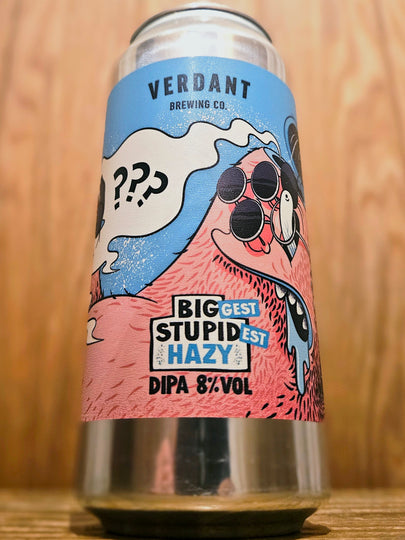 VERDANT
BREWING CO.
???
BIGGEST
STUPIDEST
HAZY
DIPA 8% VOL